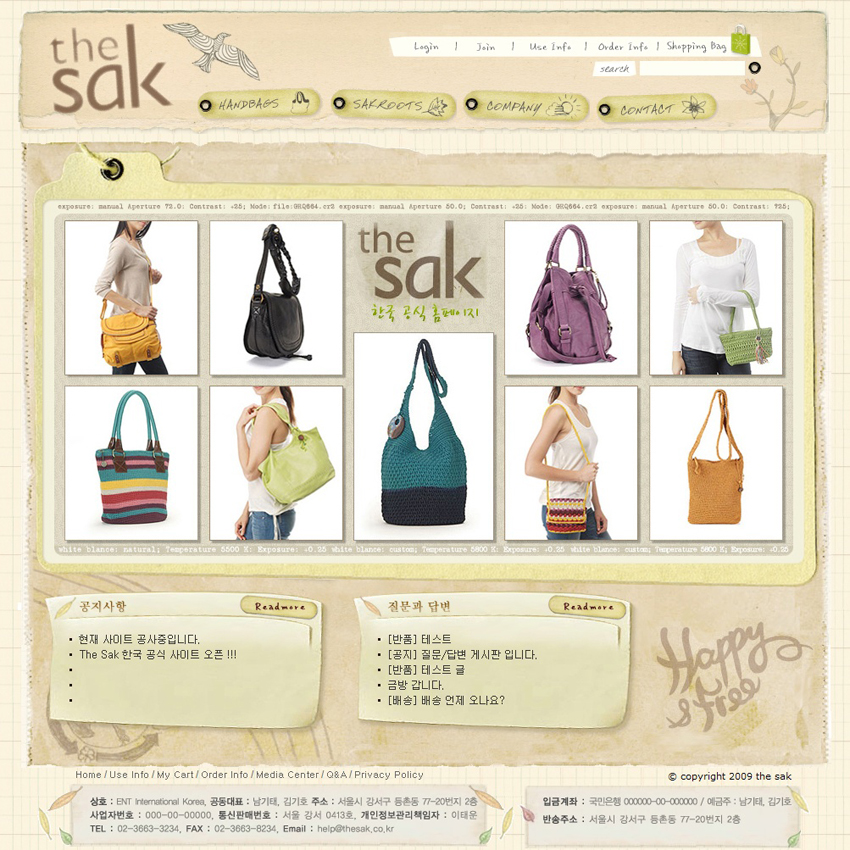 the
sak
Login | Join | Use Info | Order Info | Shopping Bag
search
HANDBAGS
SAKROOTS
COMPANY
CONTACT
exposure: manual Aperture 72.0: Contrast: +25; Mode: file:GHQ664.cr2 exposure: manual Aperture 50.0: Contrast: +25: Mode: GHQ664.cr2 exposure: manual Aperture 50.0: Contrast: 725;
the
sak
한국 공식 홈페이지
white blance: natural; Temperature 5500 K: Exposure: +0.25 white blance: custom; Temperature 5800 K; Exposure: +0.25 white blance: custom; Temperature 5600 K; Exposure: +0.25
공지사항
Readmore
현재 사이트 공사중입니다.
The Sak 한국 공식 사이트 오픈 !!!
질문과 답변
Readmore
[반품] 테스트
[공지] 질문/답변 게시판 입니다.
[반품] 테스트 글
금방 갑니다.
[배송] 배송 언제 오나요?
Happy
& Free
Home / Use Info / My Cart / Order Info / Media Center / Q&A / Privacy Policy
© copyright 2009 the sak
상호 : ENT International Korea, 공동대표 : 남기태, 김기호 주소 : 서울시 강서구 등촌동 77-20번지 2층
사업자번호 : 000-00-00000, 통신판매번호 : 서울 강서 0413호, 개인정보관리책임자 : 이태운
TEL : 02-3663-3234, FAX : 02-3663-8234, Email : help@thesak.co.kr
입금계좌 : 국민은행 000000-00-000000 / 예금주 : 남기태, 김기호
반송주소 : 서울시 강서구 등촌동 77-20번지 2층